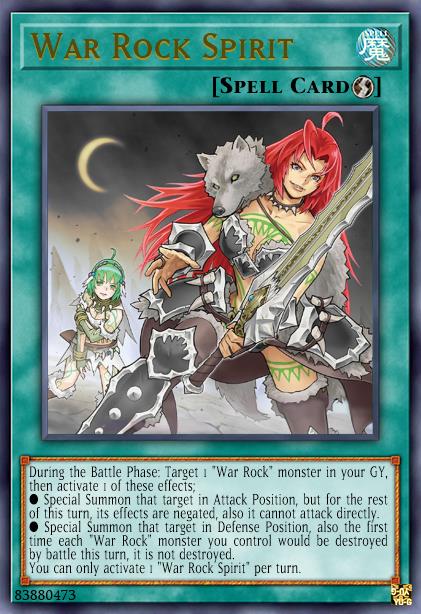 War Rock Spirit
SPELL
魔
[Spell Card]
During the Battle Phase: Target 1 "War Rock" monster in your GY,
then activate 1 of these effects;
● Special Summon that target in Attack Position, but for the rest
of this turn, its effects are negated, also it cannot attack directly.
● Special Summon that target in Defense Position, also the first
time each "War Rock" monster you control would be destroyed
by battle this turn, it is not destroyed.
You can only activate 1 "War Rock Spirit" per turn.
83880473